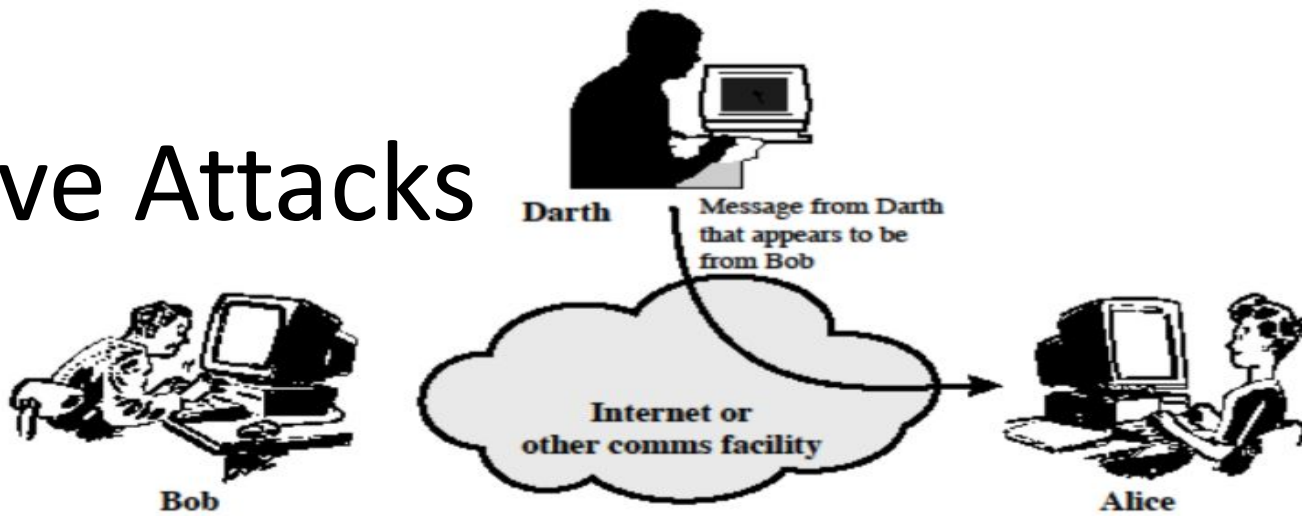 ve Attacks
Darth
Message from Darth
that appears to be
from Bob
Internet or
other comms facility
Bob
Alice